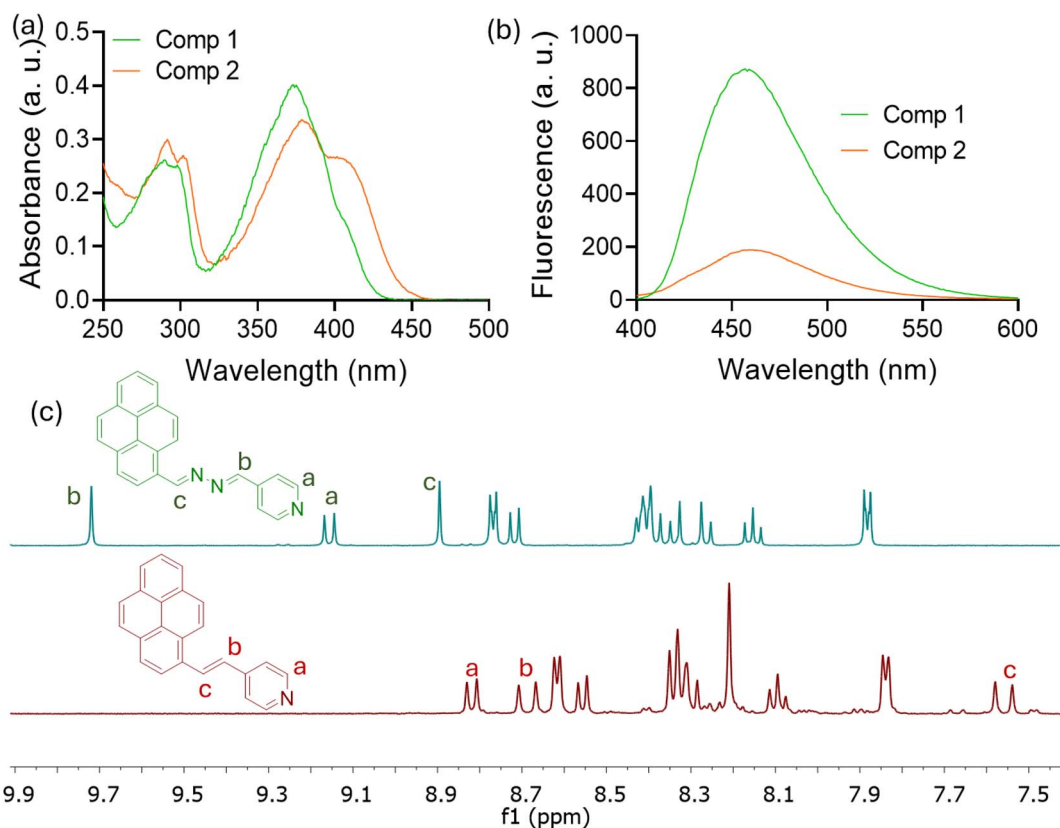 (a)
Absorbance (a. u.)
0.5
0.4
0.3
0.2
0.1
0.0
Comp 1
Comp 2
250 300 350 400 450 500
Wavelength (nm)
(b)
Fluorescence (a. u.)
1000
800
600
400
200
0
Comp 1
Comp 2
400 450 500 550 600
Wavelength (nm)
(c)
N
c
N
b
a
N
b
a
c
b
c
a
N
a
b
c
9.9 9.7 9.5 9.3 9.1 8.9 8.7 8.5 8.3 8.1 7.9 7.7 7.5
f1 (ppm)